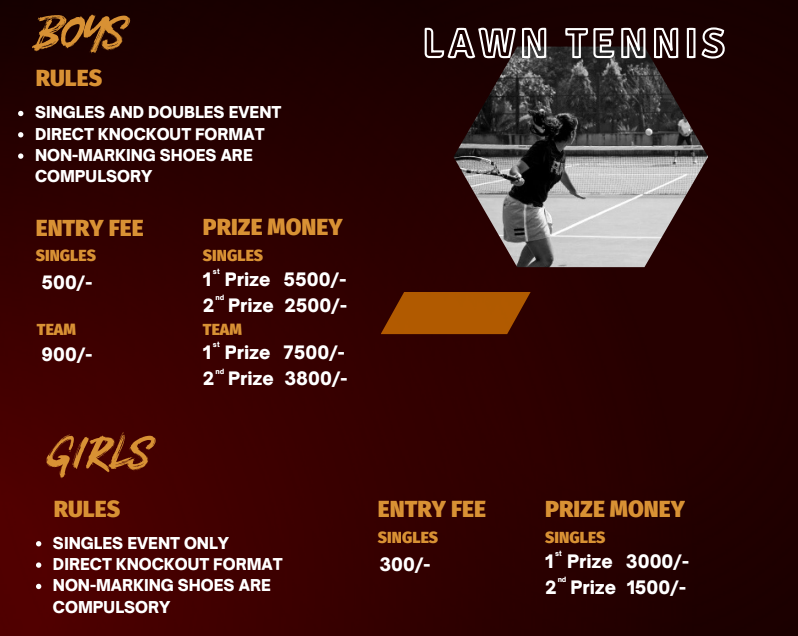 BOYS
LAWN TENNIS
RULES
• SINGLES AND DOUBLES EVENT
• DIRECT KNOCKOUT FORMAT
• NON-MARKING SHOES ARE
COMPULSORY
ENTRY FEE
SINGLES
500/-
TEAM
900/-
PRIZE MONEY
SINGLES
1st Prize 5500/-
2nd Prize 2500/-
TEAM
1st Prize 7500/-
2nd Prize 3800/-
GIRLS
RULES
• SINGLES EVENT ONLY
• DIRECT KNOCKOUT FORMAT
• NON-MARKING SHOES ARE
COMPULSORY
ENTRY FEE
SINGLES
300/-
PRIZE MONEY
SINGLES
1st Prize 3000/-
2nd Prize 1500/-